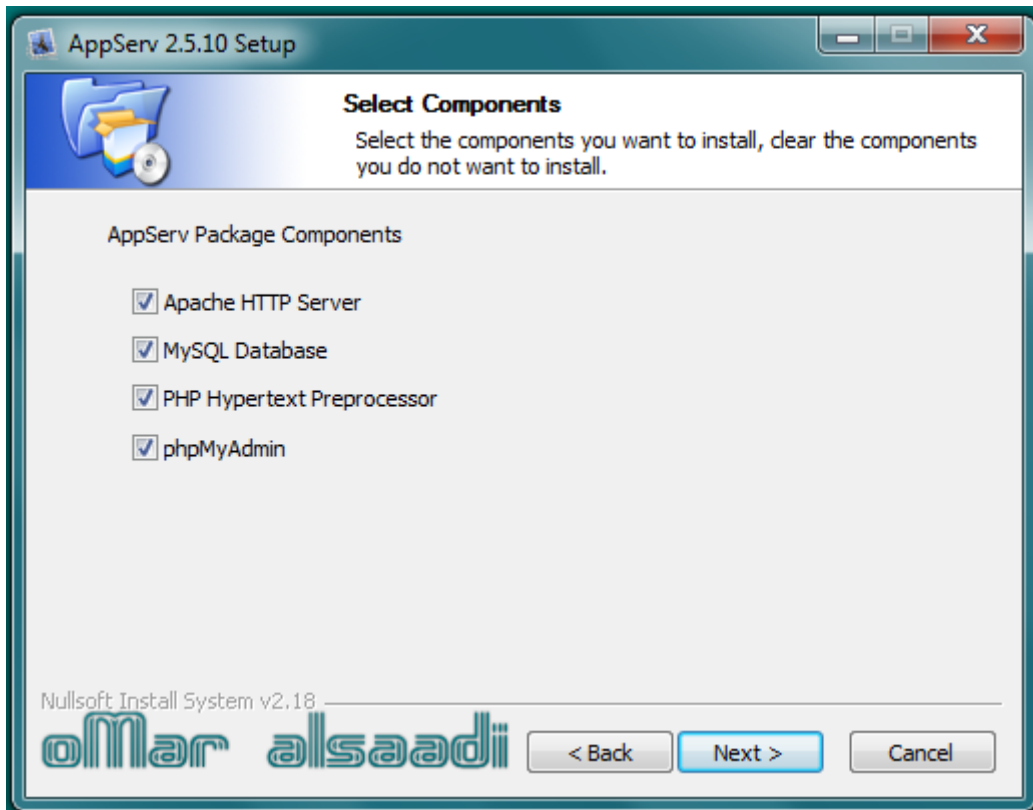 AppServ 2.5.10 Setup
Select Components
Select the components you want to install, clear the components
you do not want to install.
AppServ Package Components
Apache HTTP Server
MySQL Database
PHP Hypertext Preprocessor
phpMyAdmin
Nullsoft Install System v2.18
oMar alsaadi
< Back Next > Cancel